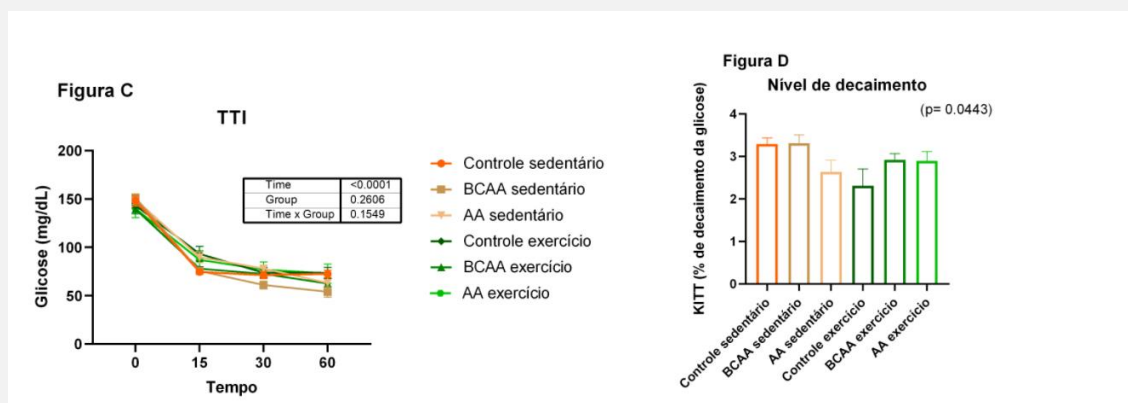 Figura C
TTI
Glicose (mg/dL)
200
150
100
50
0
0 15 30 60
Tempo
Time <0.0001
Group 0.2606
Time x Group 0.1549
Controle sedentário
BCAA sedentário
AA sedentário
Controle exercício
BCAA exercício
AA exercício
Figura D
Nível de decaimento
(p= 0.0443)
KITT (% de decaimento da glicose)
4
3
2
1
0
Controle sedentário
BCAA sedentário
AA sedentário
Controle exercício
BCAA exercício
AA exercício